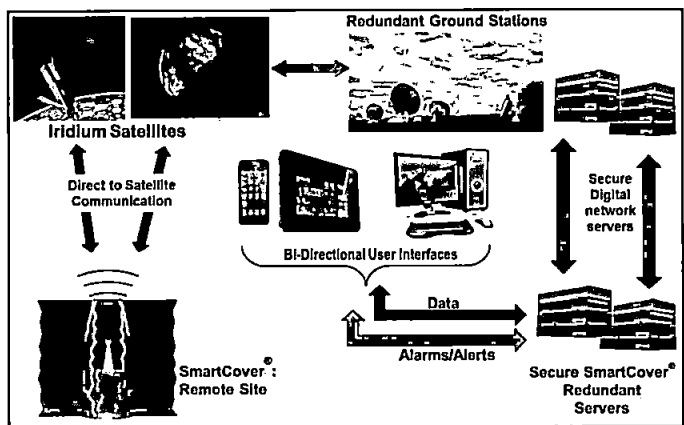 Redundant Ground Stations
Iridium Satellites
Direct to Satellite
Communication
Secure
Digital
network
servers
Bi-Directional User Interfaces
Data
Alarms/Alerts
SmartCover® :
Remote Site
Secure SmartCover®
Redundant
Servers